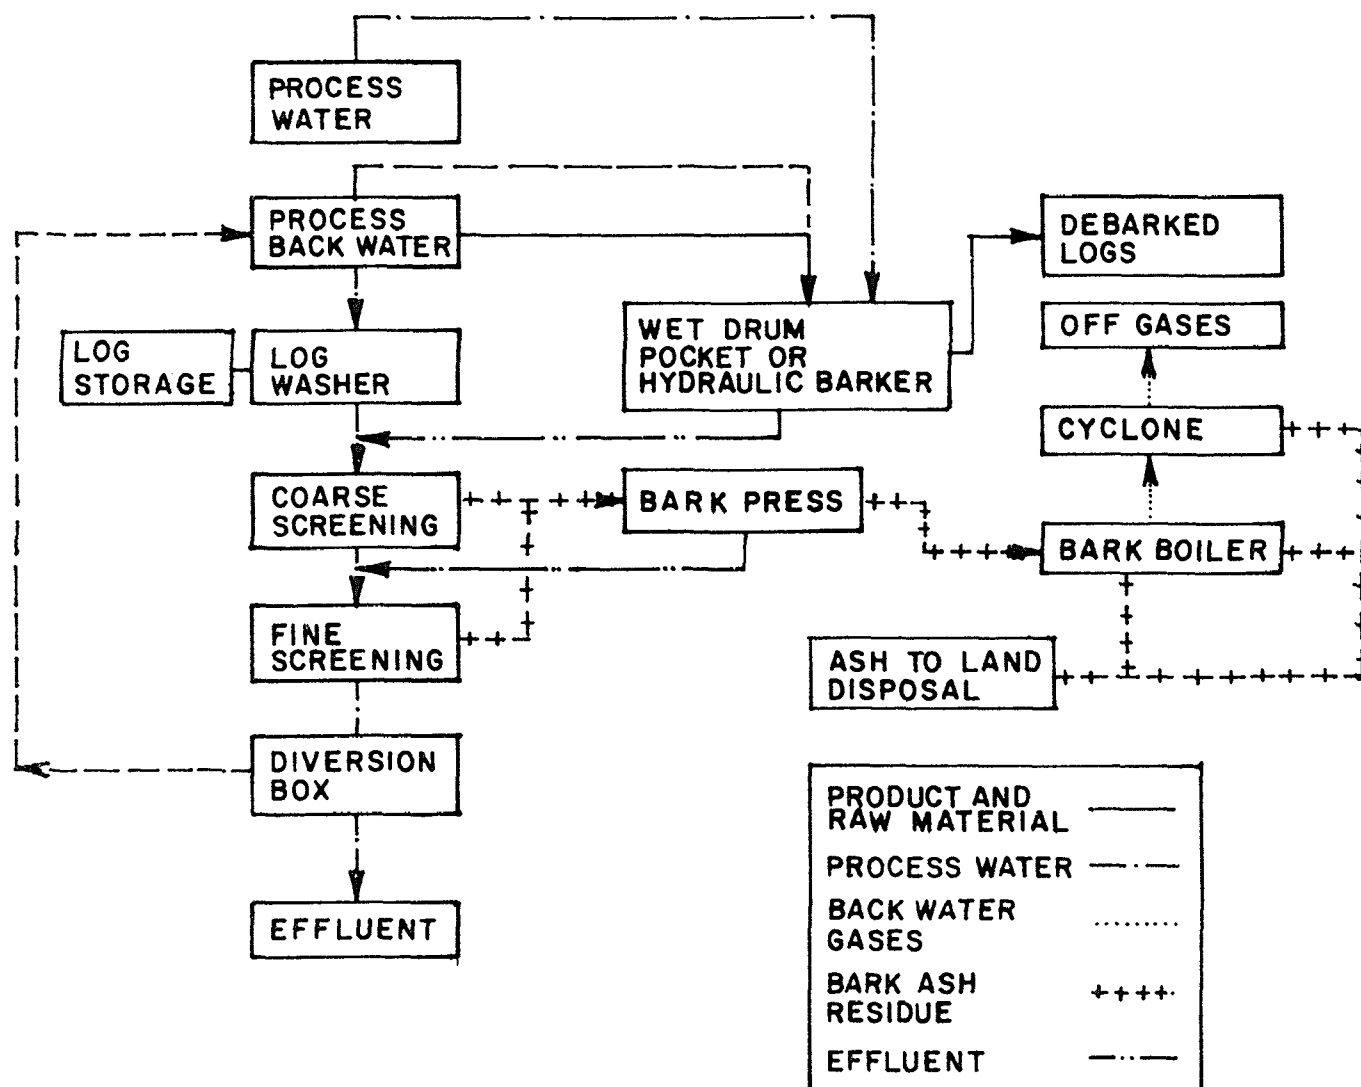 PROCESS
WATER
PROCESS
BACK WATER
DEBARKED
LOGS
LOG
STORAGE
LOG
WASHER
WET DRUM
POCKET OR
HYDRAULIC BARKER
OFF GASES
CYCLONE
COARSE
SCREENING
BARK PRESS
BARK BOILER
FINE
SCREENING
ASH TO LAND
DISPOSAL
DIVERSION
BOX
EFFLUENT
PRODUCT AND
RAW MATERIAL
PROCESS WATER
BACK WATER
GASES
BARK ASH
RESIDUE
EFFLUENT